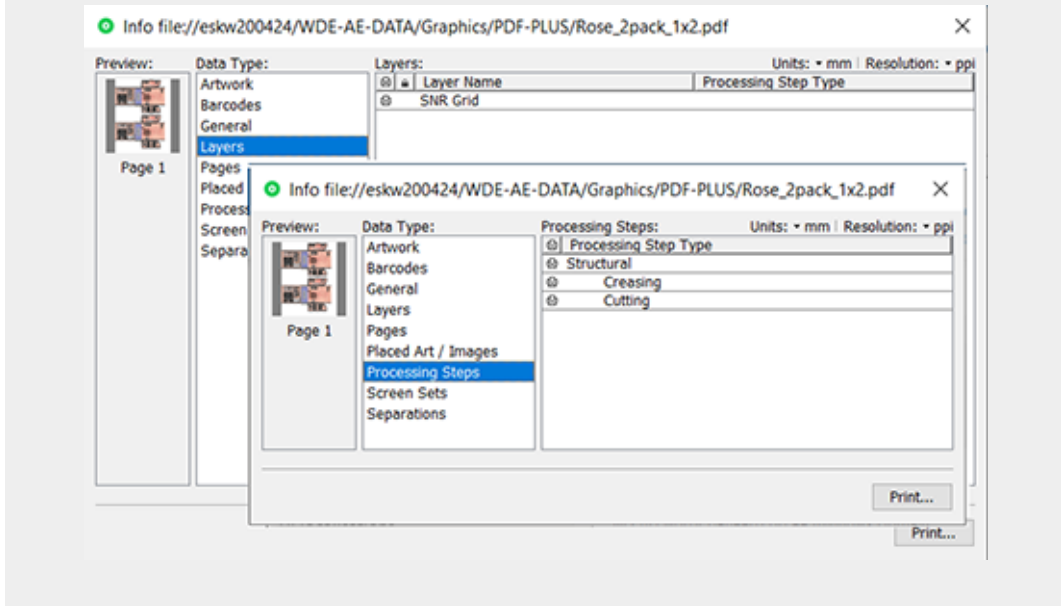 Info file://eskw200424/WDE-AE-DATA/Graphics/PDF-PLUS/Rose_2pack_1x2.pdf
Preview:
Page 1
Data Type:
Artwork
Barcodes
General
Layers
Pages
Placed
Process
Screen
Separa
Layers:
Units: mm | Resolution: ppi
Layer Name
Processing Step Type
SNR Grid
Info file://eskw200424/WDE-AE-DATA/Graphics/PDF-PLUS/Rose_2pack_1x2.pdf
Preview:
Page 1
Data Type:
Artwork
Barcodes
General
Layers
Pages
Placed Art / Images
Processing Steps
Screen Sets
Separations
Processing Steps:
Units: mm | Resolution: ppi
Processing Step Type
Structural
Creasing
Cutting
Print...
Print...